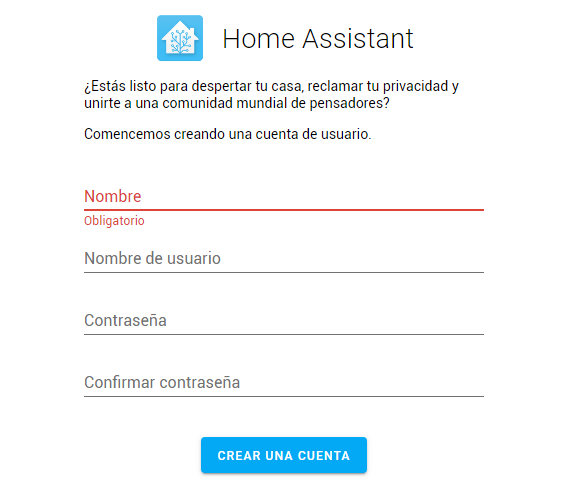 Home Assistant
¿Estás listo para despertar tu casa, reclamar tu privacidad y
unirte a una comunidad mundial de pensadores?
Comencemos creando una cuenta de usuario.
Nombre
Obligatorio
Nombre de usuario
Contraseña
Confirmar contraseña
CREAR UNA CUENTA